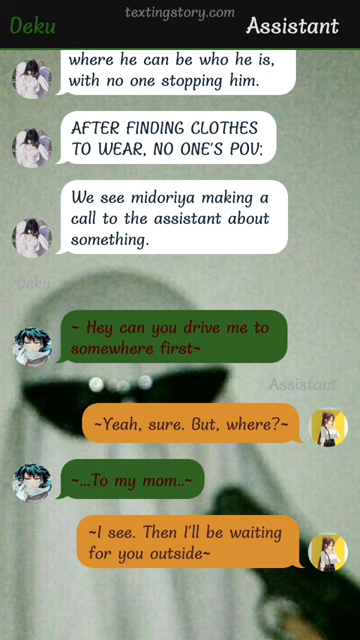 textingstory.com
Deku Assistant
where he can be who he is,
with no one stopping him.
AFTER FINDING CLOTHES
TO WEAR, NO ONE'S POV:
We see midoriya making a
call to the assistant about
something.
Deku
~ Hey can you drive me to
somewhere first~
Assistant
~Yeah, sure. But, where?~
~...To my mom..~
~I see. Then I'll be waiting
for you outside~